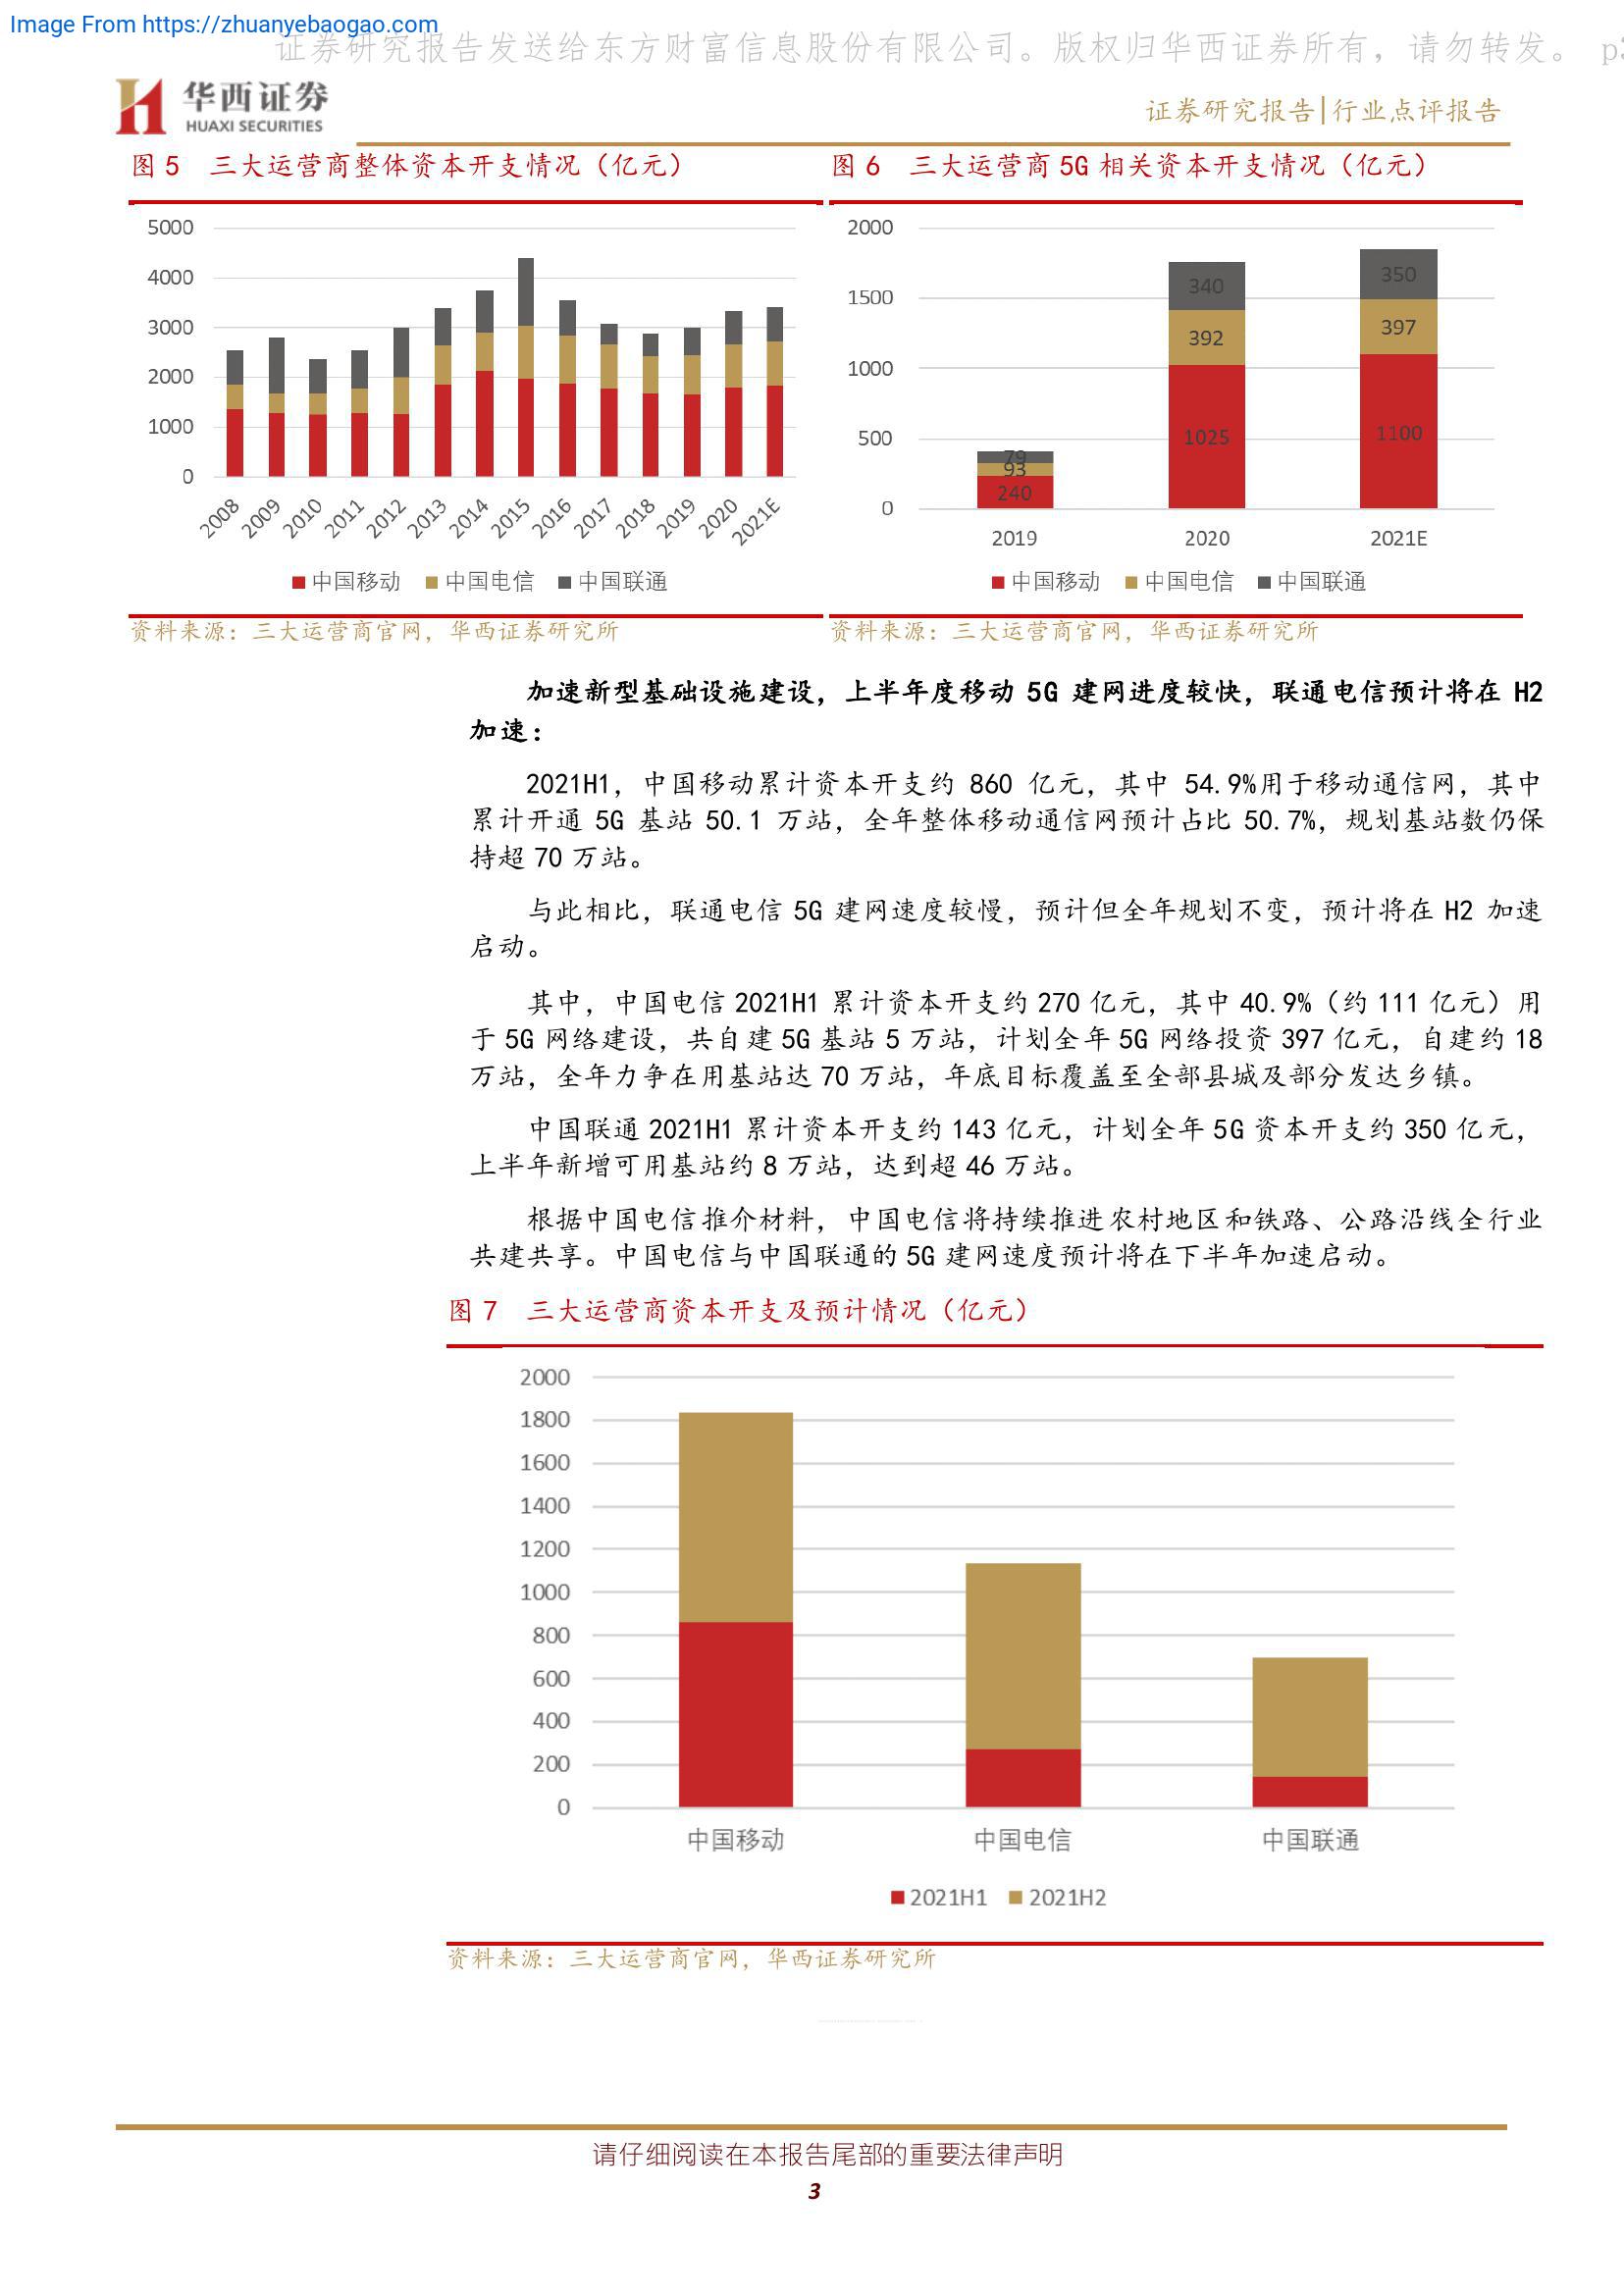 Image From https://zhuanyebaogao.com
证券研究报告发送给东方财富信息股份有限公司。版权归华西证券所有，请勿转发。 p3
华西证券
HUAXI SECURITIES
证券研究报告|行业点评报告
图 5 三大运营商整体资本开支情况（亿元）
5000
4000
3000
2000
1000
0
2008 2009 2010 2011 2012 2013 2014 2015 2016 2017 2018 2019 2020 2021E
中国移动 中国电信 中国联通
资料来源：三大运营商官网，华西证券研究所
图 6 三大运营商 5G 相关资本开支情况（亿元）
2000
1500
1000
500
0
79
93
240
340
392
1025
350
397
1100
2019 2020 2021E
中国移动 中国电信 中国联通
资料来源：三大运营商官网，华西证券研究所
加速新型基础设施建设，上半年度移动 5G 建网进度较快，联通电信预计将在 H2
加速：
2021H1，中国移动累计资本开支约 860 亿元，其中 54.9%用于移动通信网，其中
累计开通 5G 基站 50.1 万站，全年整体移动通信网预计占比 50.7%，规划基站数仍保
持超 70 万站。
与此相比，联通电信 5G 建网速度较慢，预计但全年规划不变，预计将在 H2 加速
启动。
其中，中国电信 2021H1 累计资本开支约 270 亿元，其中 40.9%（约 111 亿元）用
于 5G 网络建设，共自建 5G 基站 5 万站，计划全年 5G 网络投资 397 亿元，自建约 18
万站，全年力争在用基站达 70 万站，年底目标覆盖至全部县城及部分发达乡镇。
中国联通 2021H1 累计资本开支约 143 亿元，计划全年 5G 资本开支约 350 亿元，
上半年新增可用基站约 8 万站，达到超 46 万站。
根据中国电信推介材料，中国电信将持续推进农村地区和铁路、公路沿线全行业
共建共享。中国电信与中国联通的 5G 建网速度预计将在下半年加速启动。
图 7 三大运营商资本开支及预计情况（亿元）
2000
1800
1600
1400
1200
1000
800
600
400
200
0
中国移动 中国电信 中国联通
2021H1 2021H2
资料来源：三大运营商官网，华西证券研究所
请仔细阅读在本报告尾部的重要法律声明
3